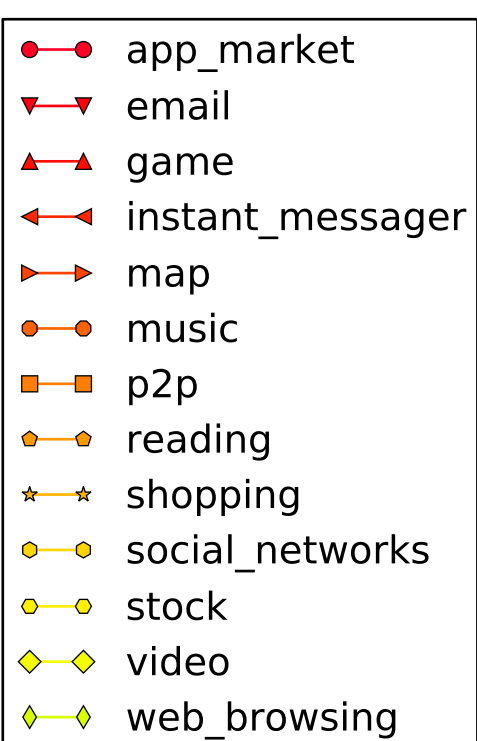 app_market
email
game
instant_messager
map
music
p2p
reading
shopping
social_networks
stock
video
web_browsing